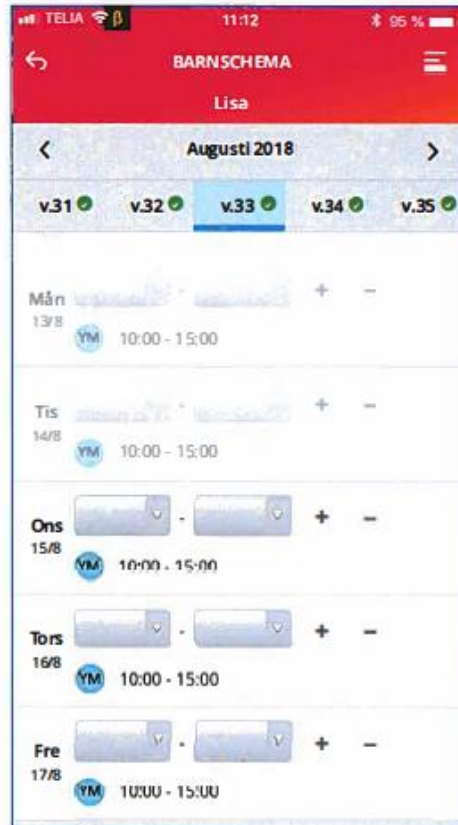 TELIA β 11:12 95 %
BARNSCHEMA
Lisa
< Augusti 2018 >
v.31 v.32 v.33 v.34 v.35
Mån - + -
13/8
YM 10:00 - 15:00
Tis - + -
14/8
YM 10:00 - 15:00
Ons - + -
15/8
YM 10:00 - 15:00
Tors - + -
16/8
YM 10:00 - 15:00
Fre - + -
17/8
YM 10:00 - 15:00